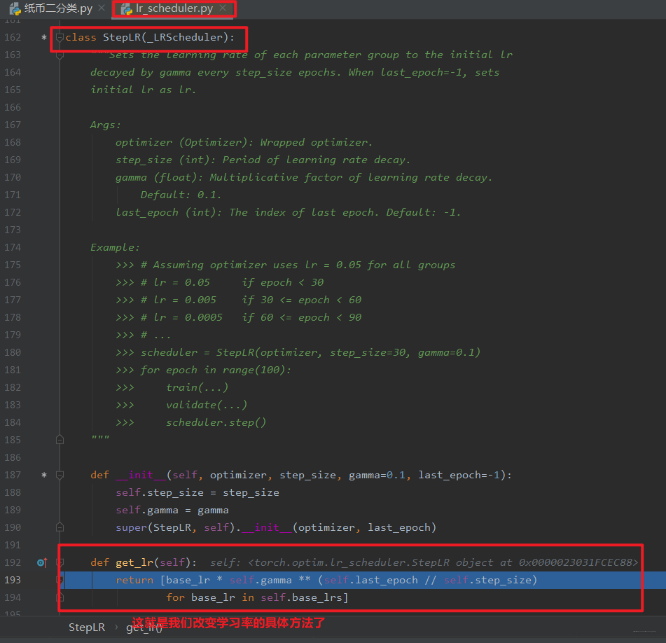 纸币二分类.py × lr_scheduler.py ×
161
162 class StepLR(_LRScheduler):
163 Sets the learning rate of each parameter group to the initial lr
164 decayed by gamma every step_size epochs. When last_epoch=-1, sets
165 initial lr as lr.
166
167 Args:
168 optimizer (Optimizer): Wrapped optimizer.
169 step_size (int): Period of learning rate decay.
170 gamma (float): Multiplicative factor of learning rate decay.
171 Default: 0.1.
172 last_epoch (int): The index of last epoch. Default: -1.
173
174 Example:
175 >>> # Assuming optimizer uses lr = 0.05 for all groups
176 >>> # lr = 0.05 if epoch < 30
177 >>> # lr = 0.005 if 30 <= epoch < 60
178 >>> # lr = 0.0005 if 60 <= epoch < 90
179 >>> # ...
180 >>> scheduler = StepLR(optimizer, step_size=30, gamma=0.1)
181 >>> for epoch in range(100):
182 >>> train(...)
183 >>> validate(...)
184 >>> scheduler.step()
185 """
186
187 def __init__(self, optimizer, step_size, gamma=0.1, last_epoch=-1):
188 self.step_size = step_size
189 self.gamma = gamma
190 super(StepLR, self).__init__(optimizer, last_epoch)
191
192 def get_lr(self): self: <torch.optim.lr_scheduler.StepLR object at 0x0000023031FCEC88>
193 return [base_lr * self.gamma ** (self.last_epoch // self.step_size)
194 for base_lr in self.base_lrs]
195
StepLR › get_lr()
这就是我们改变学习率的具体方法了